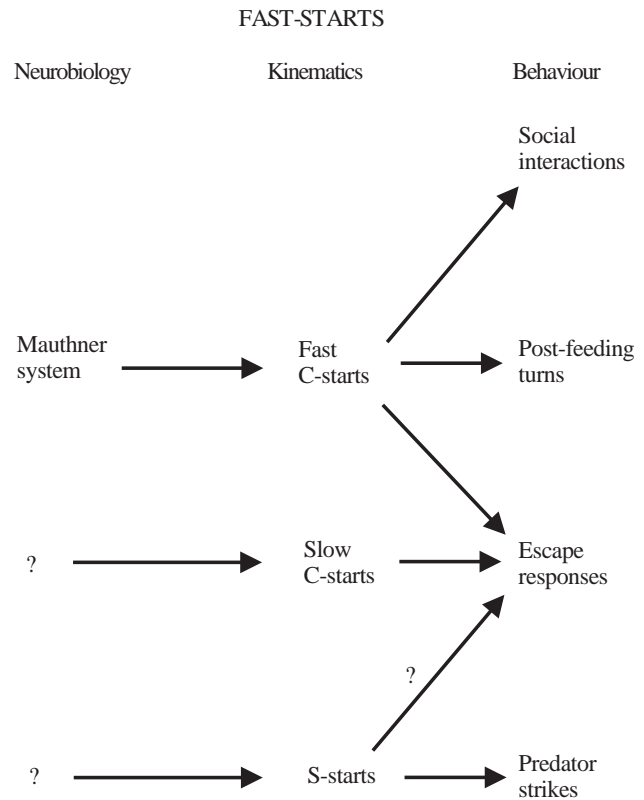 FAST-STARTS
Neurobiology Kinematics Behaviour
Social
interactions
Mauthner
system
Fast
C-starts
Post-feeding
turns
?
Slow
C-starts
Escape
responses
?
?
S-starts
Predator
strikes